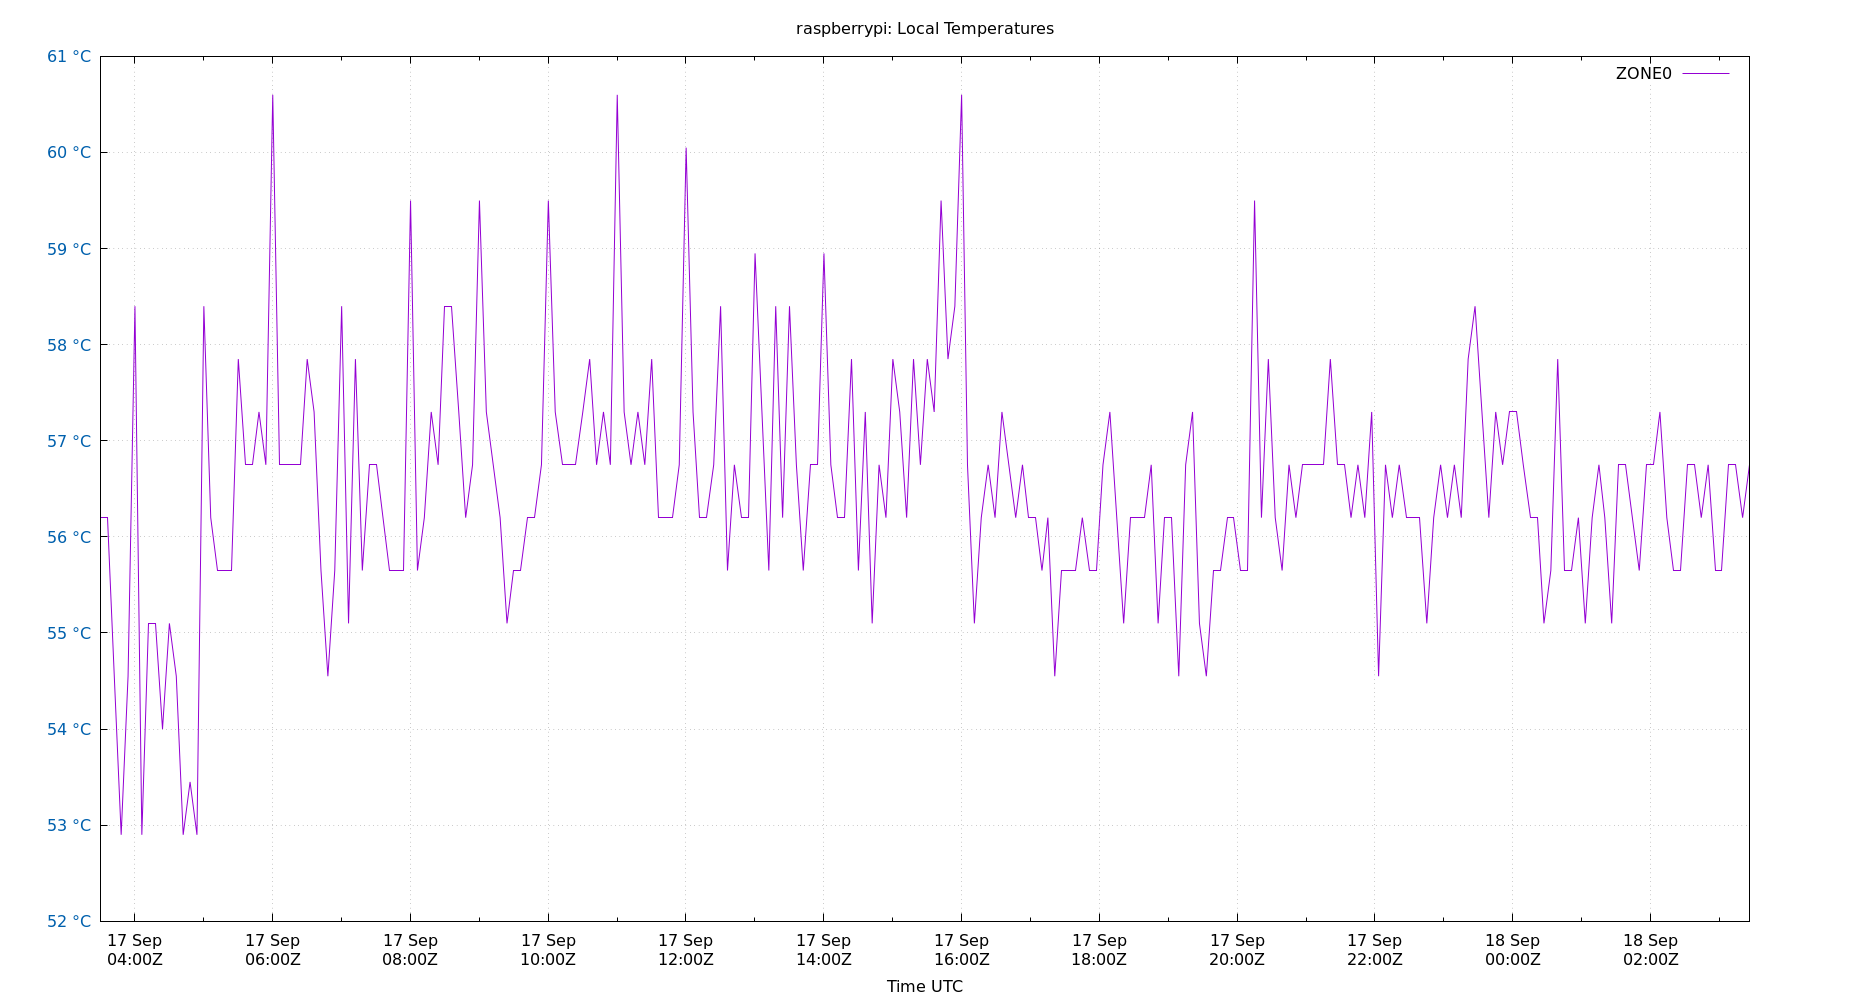 raspberrypi: Local Temperatures
61 °C
ZONE0
60 °C
59 °C
58 °C
57 °C
56 °C
55 °C
54 °C
53 °C
52 °C
17 Sep 17 Sep 17 Sep 17 Sep 17 Sep 17 Sep 17 Sep 17 Sep 17 Sep 17 Sep 18 Sep 18 Sep
04:00Z 06:00Z 08:00Z 10:00Z 12:00Z 14:00Z 16:00Z 18:00Z 20:00Z 22:00Z 00:00Z 02:00Z
Time UTC